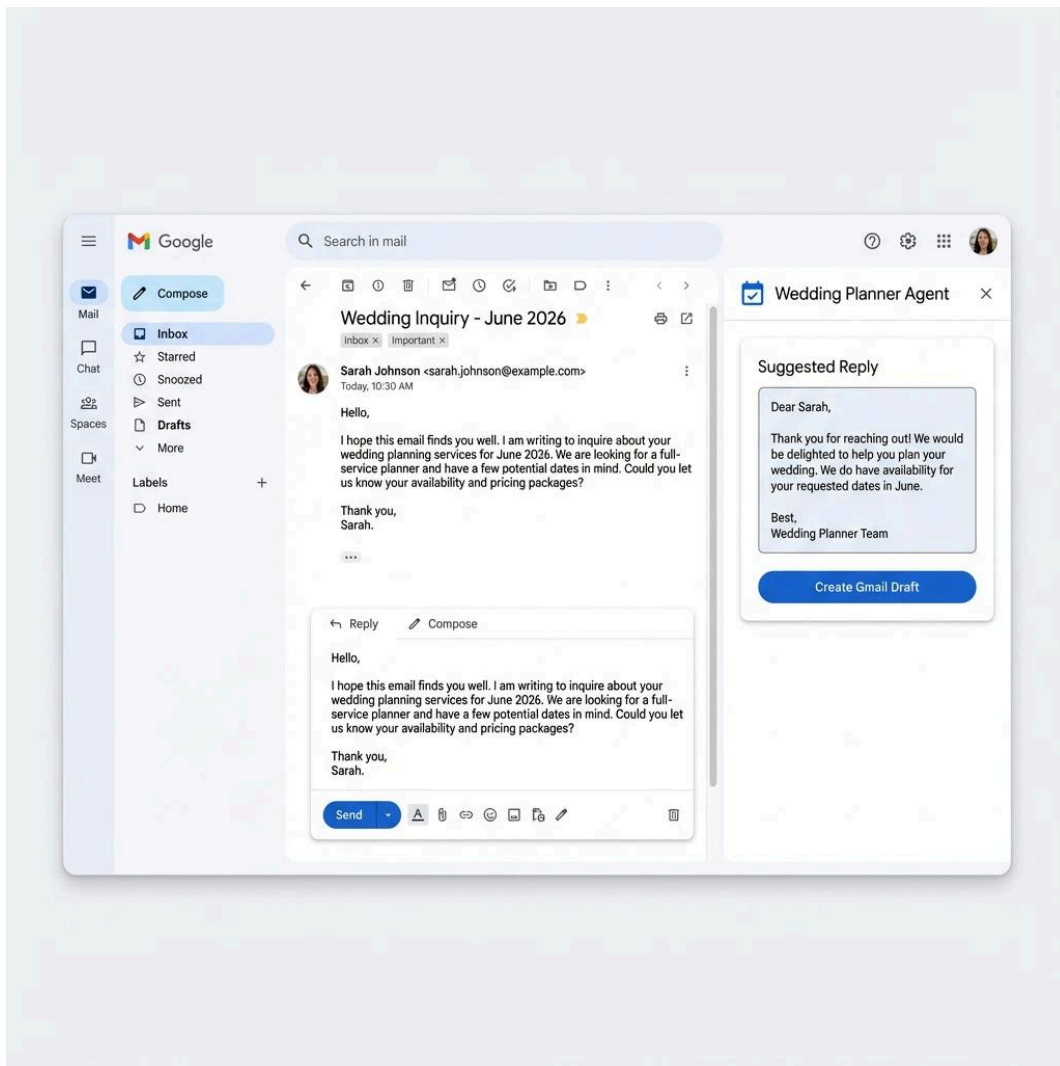 Google
Search in mail
Mail
Chat
Spaces
Meet
Compose
Inbox
Starred
Snoozed
Sent
Drafts
More
Labels
Home
Wedding Inquiry - June 2026
Inbox ×
Important ×
Sarah Johnson <sarah.johnson@example.com>
Today, 10:30 AM
Hello,
I hope this email finds you well. I am writing to inquire about your
wedding planning services for June 2026. We are looking for a full-
service planner and have a few potential dates in mind. Could you let
us know your availability and pricing packages?
Thank you,
Sarah.
Reply
Compose
Hello,
I hope this email finds you well. I am writing to inquire about your
wedding planning services for June 2026. We are looking for a full-
service planner and have a few potential dates in mind. Could you let
us know your availability and pricing packages?
Thank you,
Sarah.
Send
Wedding Planner Agent
Suggested Reply
Dear Sarah,
Thank you for reaching out! We would
be delighted to help you plan your
wedding. We do have availability for
your requested dates in June.
Best,
Wedding Planner Team
Create Gmail Draft